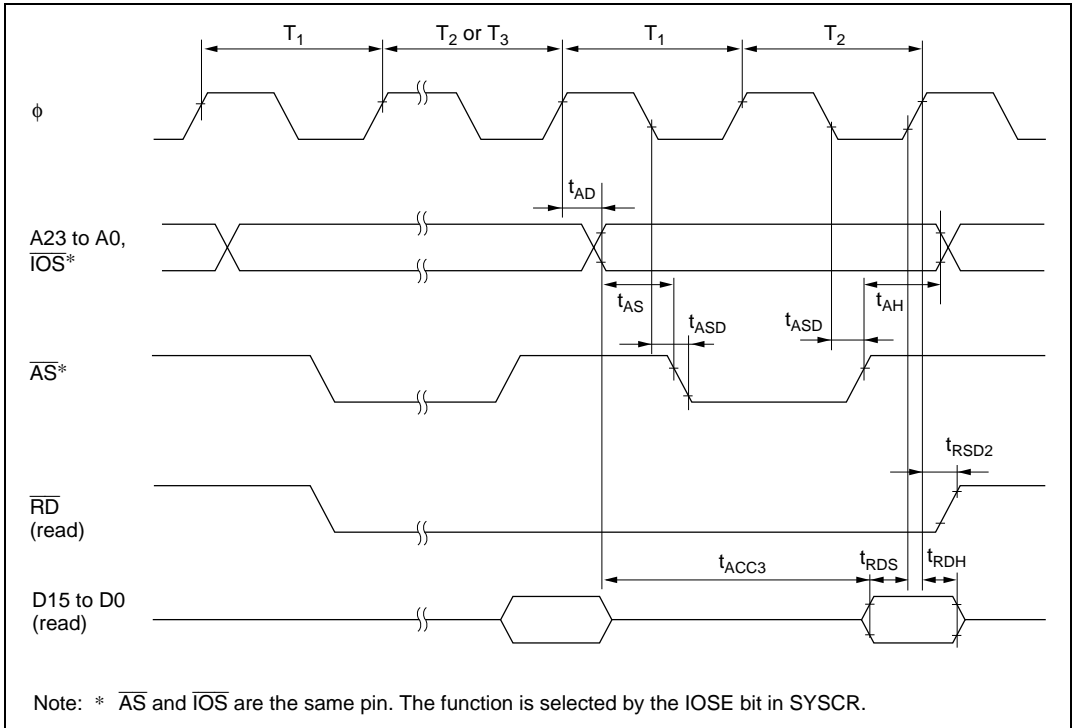 T1 T2 or T3 T1 T2
ϕ
tAD
A23 to A0,
IOS*
tAS tAH
tASD tASD
AS*
tRSD2
RD
(read)
tACC3 tRDS tRDH
D15 to D0
(read)
Note: * AS and IOS are the same pin. The function is selected by the IOSE bit in SYSCR.